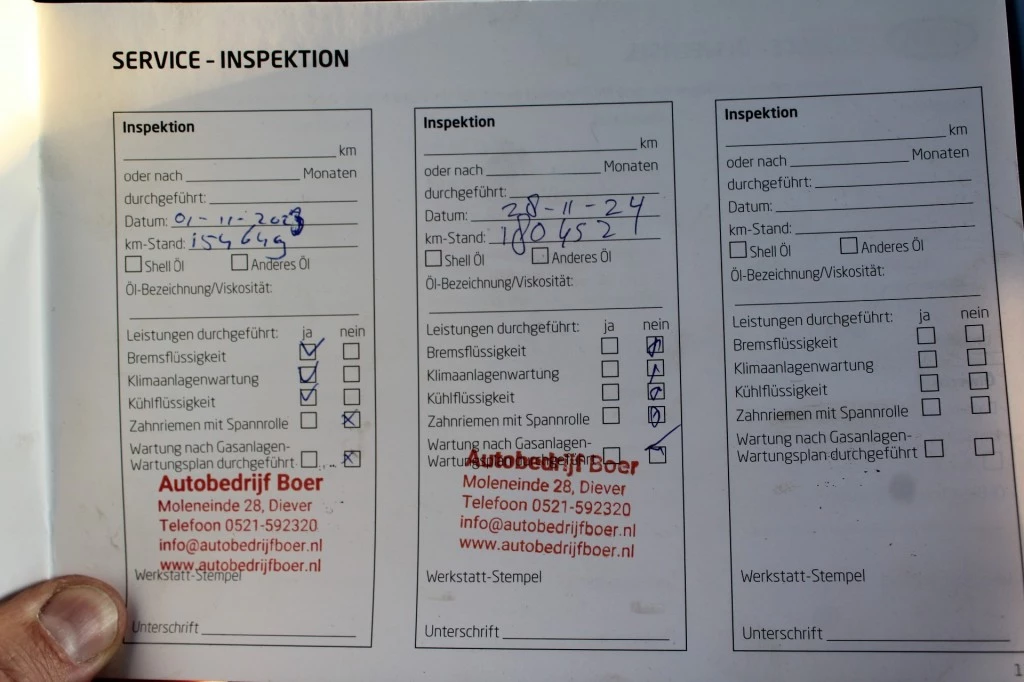 SERVICE – INSPEKTION
Inspektion
km
oder nach Monaten
durchgeführt:
Datum: 01-11-2023
km-Stand: 154649
Shell Öl Anderes Öl
Öl-Bezeichnung/Viskosität:
Leistungen durchgeführt: ja nein
Bremsflüssigkeit
Klimaanlagenwartung
Kühlflüssigkeit
Zahnriemen mit Spannrolle
Wartung nach Gasanlagen-
Wartungsplan durchgeführt
Autobedrijf Boer
Moleneinde 28, Diever
Telefoon 0521-592320
info@autobedrijfboer.nl
www.autobedrijfboer.nl
Werkstatt-Stempel
Unterschrift
Inspektion
km
oder nach Monaten
durchgeführt:
Datum: 28-11-24
km-Stand: 180452
Shell Öl Anderes Öl
Öl-Bezeichnung/Viskosität:
Leistungen durchgeführt: ja nein
Bremsflüssigkeit
Klimaanlagenwartung
Kühlflüssigkeit
Zahnriemen mit Spannrolle
Wartung nach Gasanlagen-
Wartungsplan durchgeführt
Autobedrijf Boer
Moleneinde 28, Diever
Telefoon 0521-592320
info@autobedrijfboer.nl
www.autobedrijfboer.nl
Werkstatt-Stempel
Unterschrift
Inspektion
km
oder nach Monaten
durchgeführt:
Datum:
km-Stand:
Shell Öl Anderes Öl
Öl-Bezeichnung/Viskosität:
Leistungen durchgeführt: ja nein
Bremsflüssigkeit
Klimaanlagenwartung
Kühlflüssigkeit
Zahnriemen mit Spannrolle
Wartung nach Gasanlagen-
Wartungsplan durchgeführt
Werkstatt-Stempel
Unterschrift